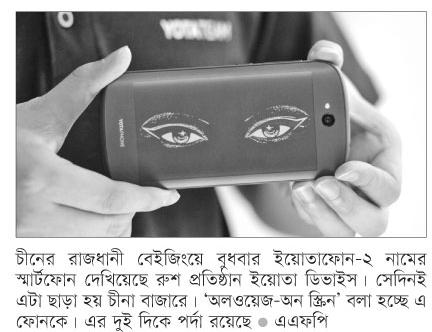 YOTATEAM
YOTAPHONE
চীনের রাজধানী বেইজিংয়ে বুধবার ইয়োতাফোন-২ নামের
স্মার্টফোন দেখিয়েছে রুশ প্রতিষ্ঠান ইয়োতা ডিভাইস। সেদিনই
এটা ছাড়া হয় চীনা বাজারে। ‘অলওয়েজ-অন স্ক্রিন’ বলা হচ্ছে এ
ফোনকে। এর দুই দিকে পর্দা রয়েছে ● এএফপি